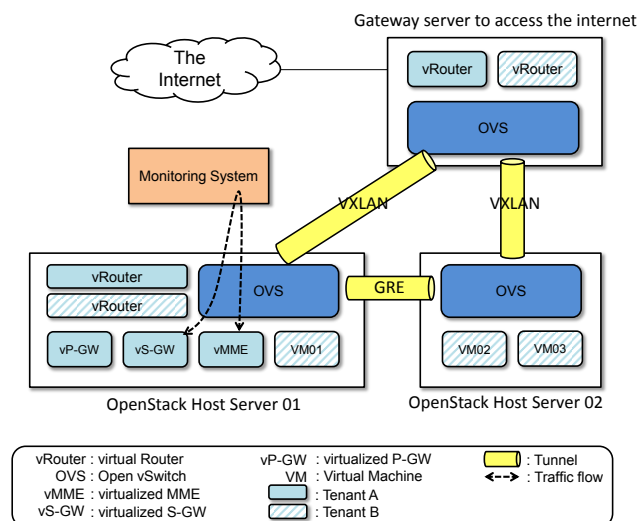 Gateway server to access the internet
The
Internet
vRouter
vRouter
OVS
Monitoring System
VXLAN
VXLAN
vRouter
vRouter
OVS
GRE
OVS
vP-GW
vS-GW
vMME
VM01
VM02
VM03
OpenStack Host Server 01
OpenStack Host Server 02
vRouter : virtual Router
OVS : Open vSwitch
vMME : virtualized MME
vS-GW : virtualized S-GW
vP-GW : virtualized P-GW
VM : Virtual Machine
: Tenant A
: Tenant B
: Tunnel
: Traffic flow